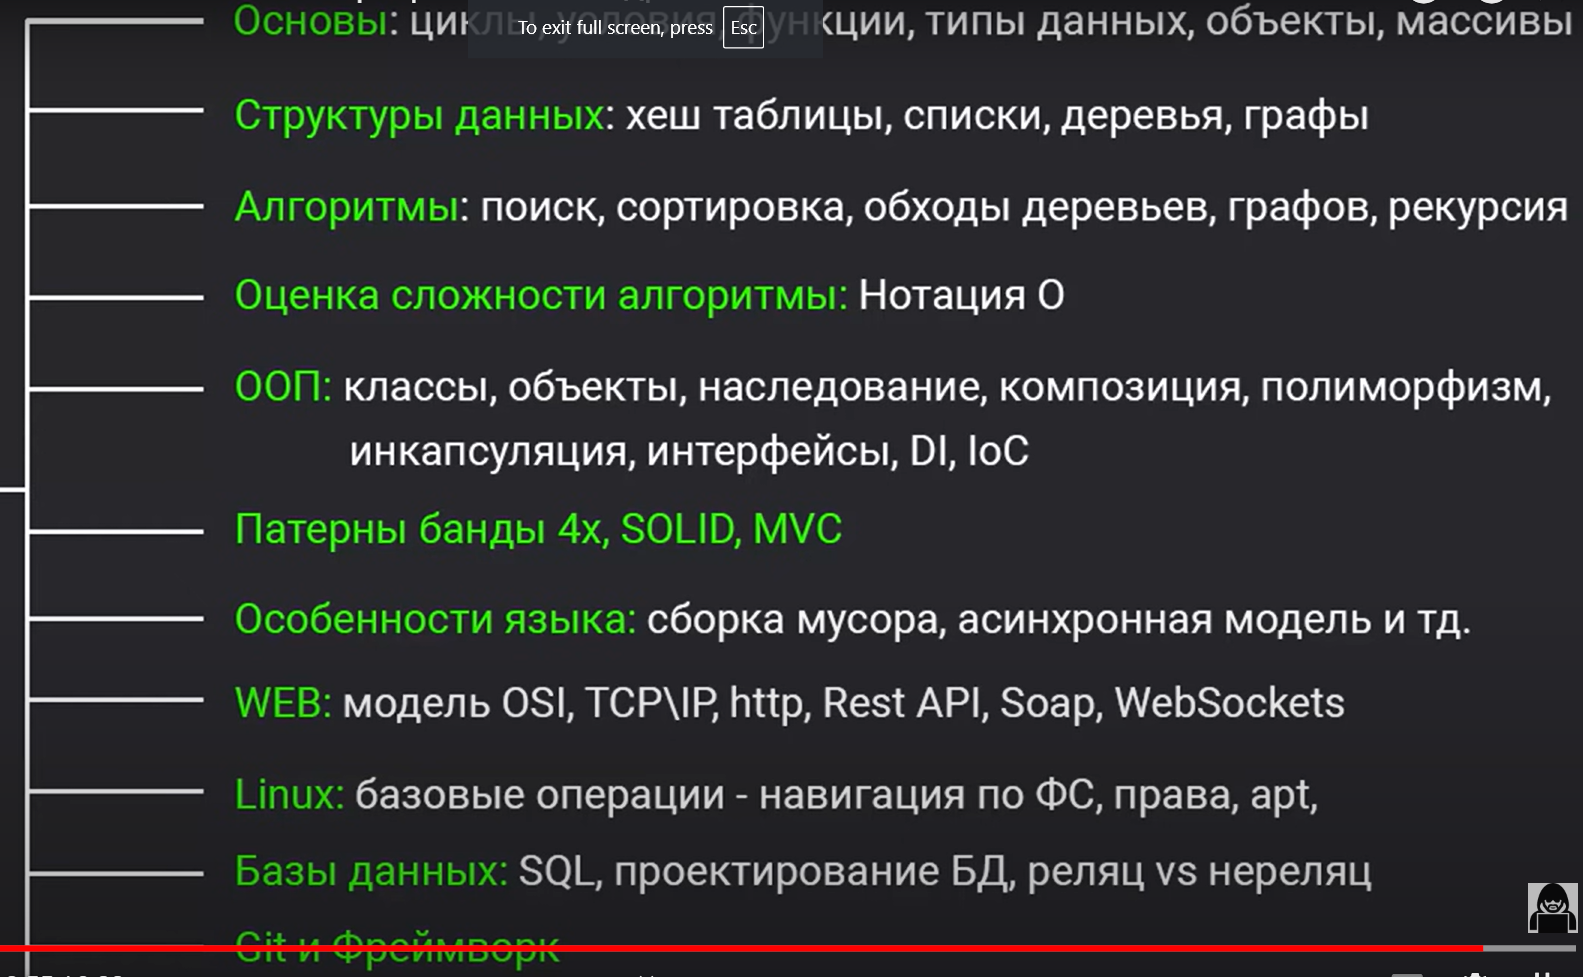 Основы: циклы, условия, функции, типы данных, объекты, массивы
To exit full screen, press Esc
Структуры данных: хеш таблицы, списки, деревья, графы
Алгоритмы: поиск, сортировка, обходы деревьев, графов, рекурсия
Оценка сложности алгоритмы: Нотация О
ООП: классы, объекты, наследование, композиция, полиморфизм,
инкапсуляция, интерфейсы, DI, IoC
Патерны банды 4х, SOLID, MVC
Особенности языка: сборка мусора, асинхронная модель и тд.
WEB: модель OSI, TCP\IP, http, Rest API, Soap, WebSockets
Linux: базовые операции - навигация по ФС, права, apt,
Базы данных: SQL, проектирование БД, реляц vs нереляц
Git и Фреймворк